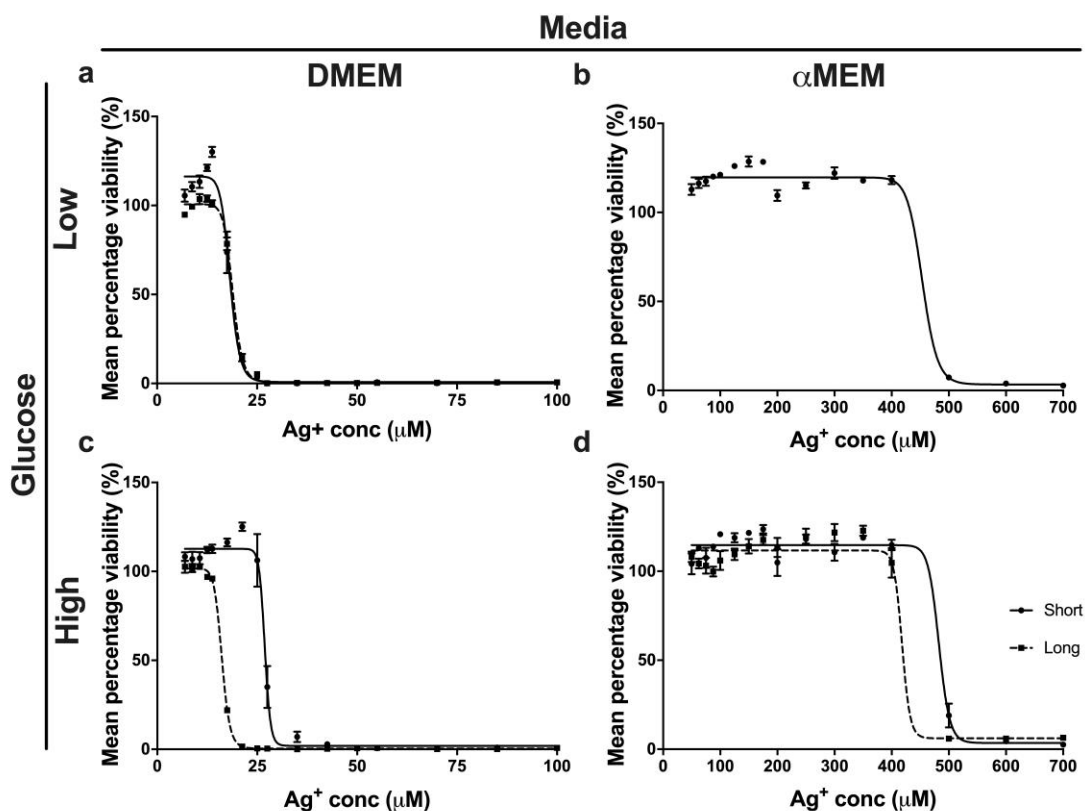 Media
DMEM
αMEM
Glucose
Low
High
a
Mean percentage viability (%)
150
100
50
0
0
25
50
75
100
Ag+ conc (μM)
b
Mean percentage viability (%)
150
100
50
0
100
200
300
400
500
600
700
Ag⁺ conc (μM)
c
Mean percentage viability (%)
150
100
50
0
0
25
50
75
100
Ag⁺ conc (μM)
d
Mean percentage viability (%)
150
100
50
0
100
200
300
400
500
600
700
Ag⁺ conc (μM)
Short
Long